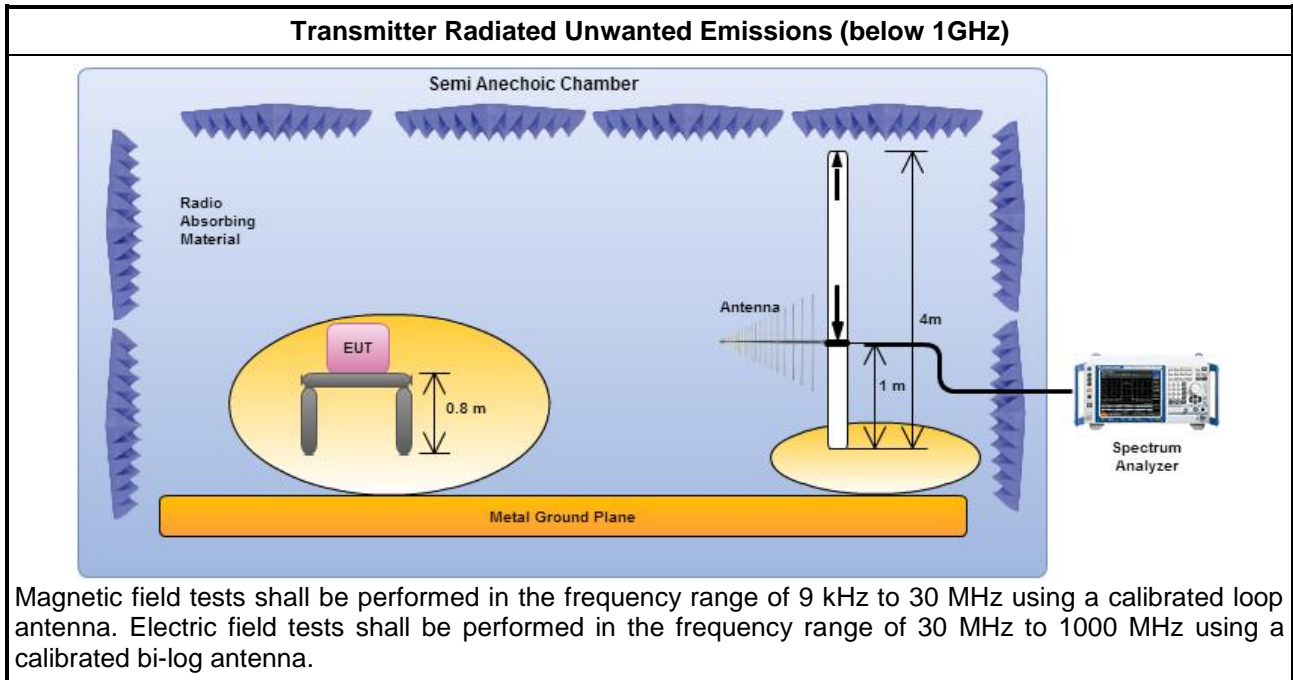 Transmitter Radiated Unwanted Emissions (below 1GHz)
Semi Anechoic Chamber
Radio
Absorbing
Material
Antenna
4m
EUT
1 m
0.8 m
Spectrum
Analyzer
Metal Ground Plane
Magnetic field tests shall be performed in the frequency range of 9 kHz to 30 MHz using a calibrated loop
antenna. Electric field tests shall be performed in the frequency range of 30 MHz to 1000 MHz using a
calibrated bi-log antenna.